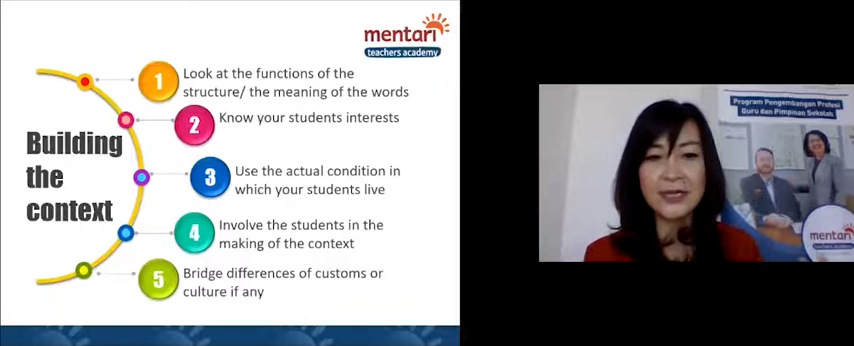 mentari
teachers academy
Building
the
context
1
Look at the functions of the
structure/ the meaning of the words
2
Know your students interests
3
Use the actual condition in
which your students live
4
Involve the students in the
making of the context
5
Bridge differences of customs or
culture if any
Program Pengembangan Profesi
Guru dan Pimpinan Sekolah
mentari
teachers academy